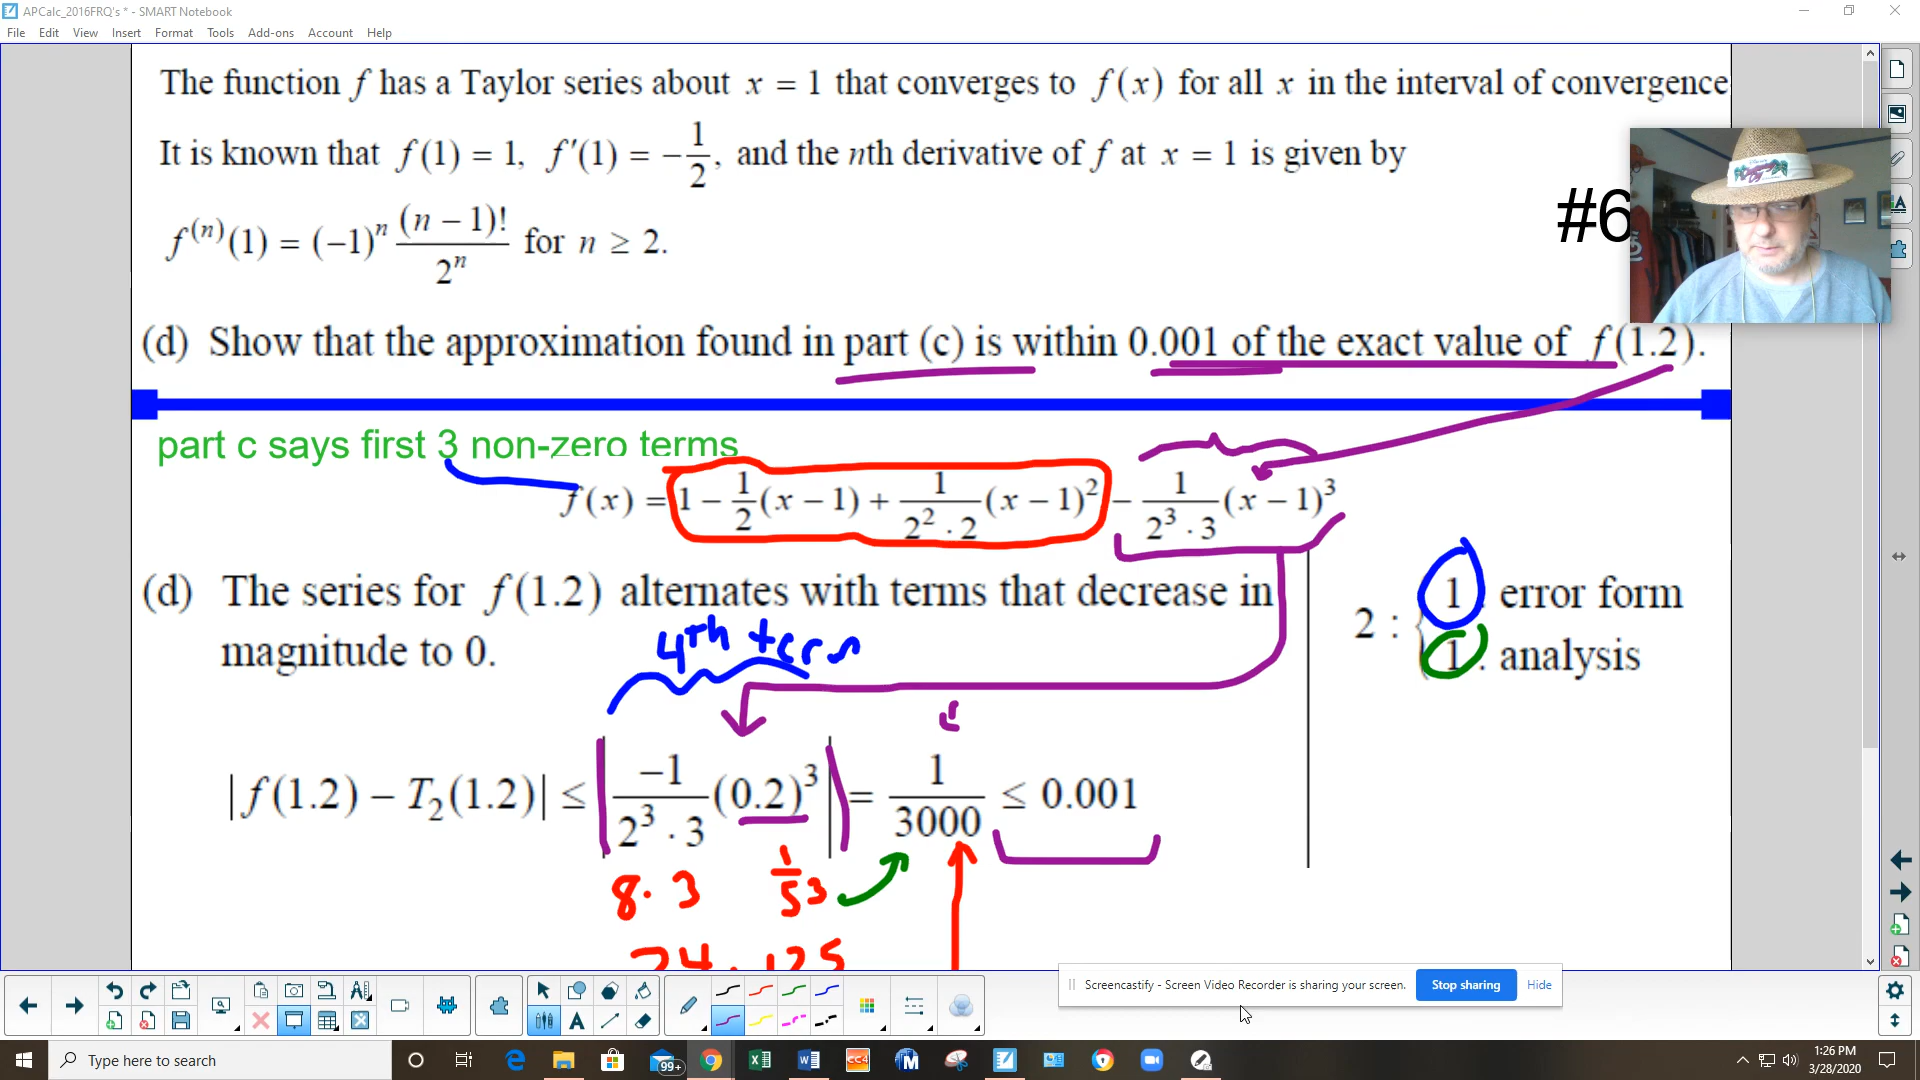 APCalc_2016FRQ's * - SMART Notebook
File Edit View Insert Format Tools Add-ons Account Help
The function f has a Taylor series about x = 1 that converges to f(x) for all x in the interval of convergence
It is known that f(1) = 1, f′(1) = −1/2, and the nth derivative of f at x = 1 is given by
f^(n)(1) = (−1)^n (n − 1)!/2^n for n ≥ 2.
#6
(d) Show that the approximation found in part (c) is within 0.001 of the exact value of f(1.2).
part c says first 3 non-zero terms
f(x) = 1 − 1/2(x − 1) + 1/(2^2 · 2)(x − 1)^2 − 1/(2^3 · 3)(x − 1)^3
(d) The series for f(1.2) alternates with terms that decrease in
magnitude to 0.
4th term
2 : { 1 : error form
1 : analysis
|f(1.2) − T₂(1.2)| ≤ |−1/(2^3 · 3)(0.2)^3| = 1/3000 ≤ 0.001
8 · 3 1/5^3
24 · 125
Screencastify - Screen Video Recorder is sharing your screen. Stop sharing Hide
Type here to search
99+
CC4
1:26 PM
3/28/2020